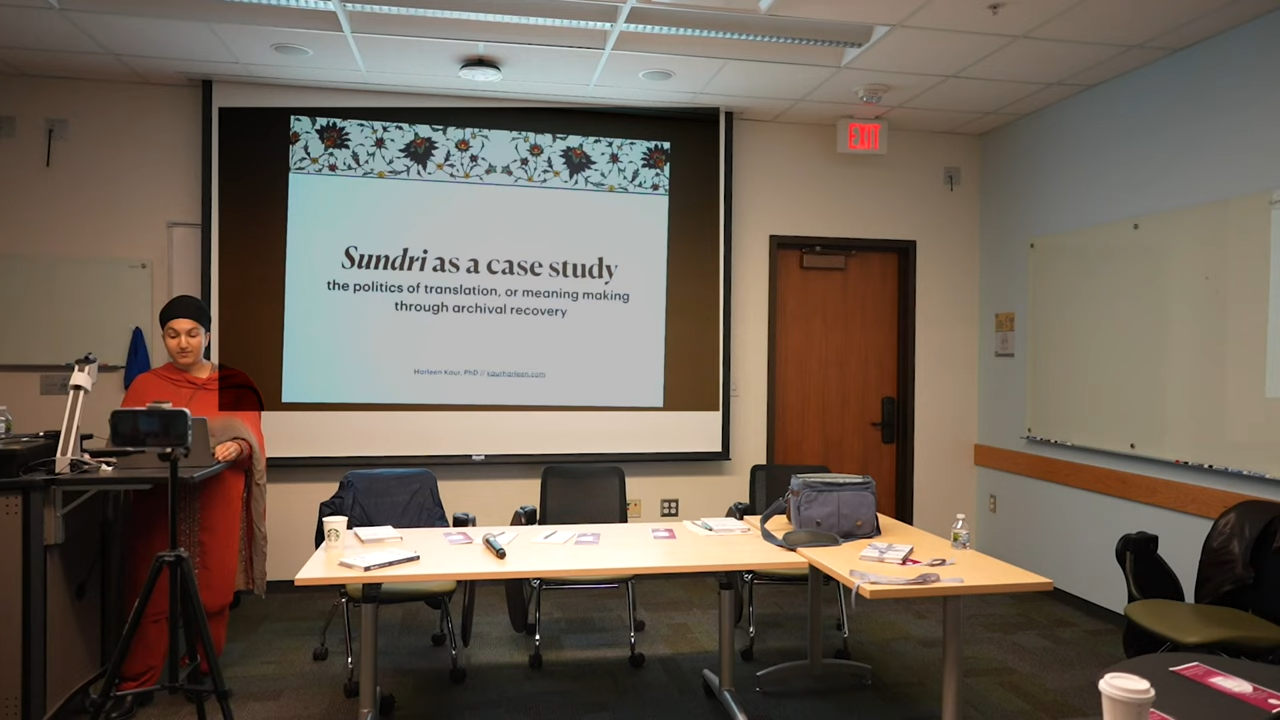 EXIT
Sundri as a case study
the politics of translation, or meaning making
through archival recovery
Harleen Kaur, PhD // kaurharleen.com